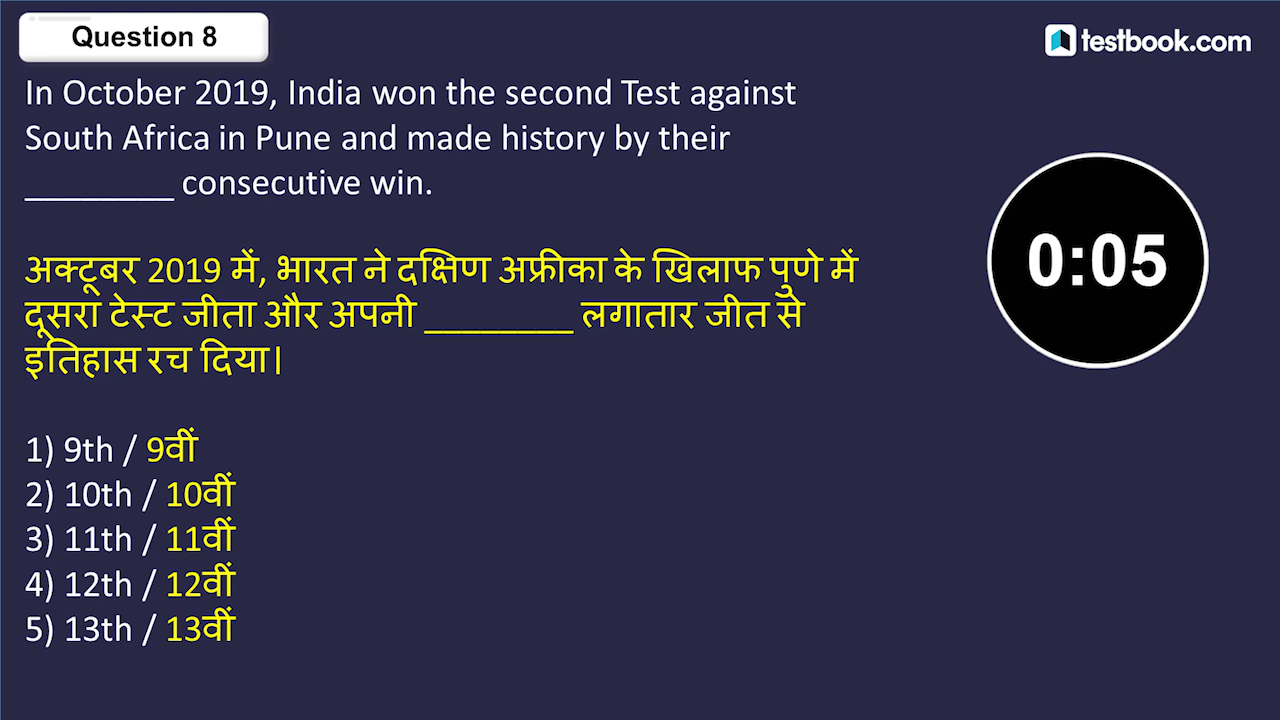 Question 8
testbook.com
In October 2019, India won the second Test against
South Africa in Pune and made history by their
________ consecutive win.
अक्टूबर 2019 में, भारत ने दक्षिण अफ्रीका के खिलाफ पुणे में
दूसरा टेस्ट जीता और अपनी ________ लगातार जीत से
इतिहास रच दिया।
0:05
1) 9th / 9वीं
2) 10th / 10वीं
3) 11th / 11वीं
4) 12th / 12वीं
5) 13th / 13वीं